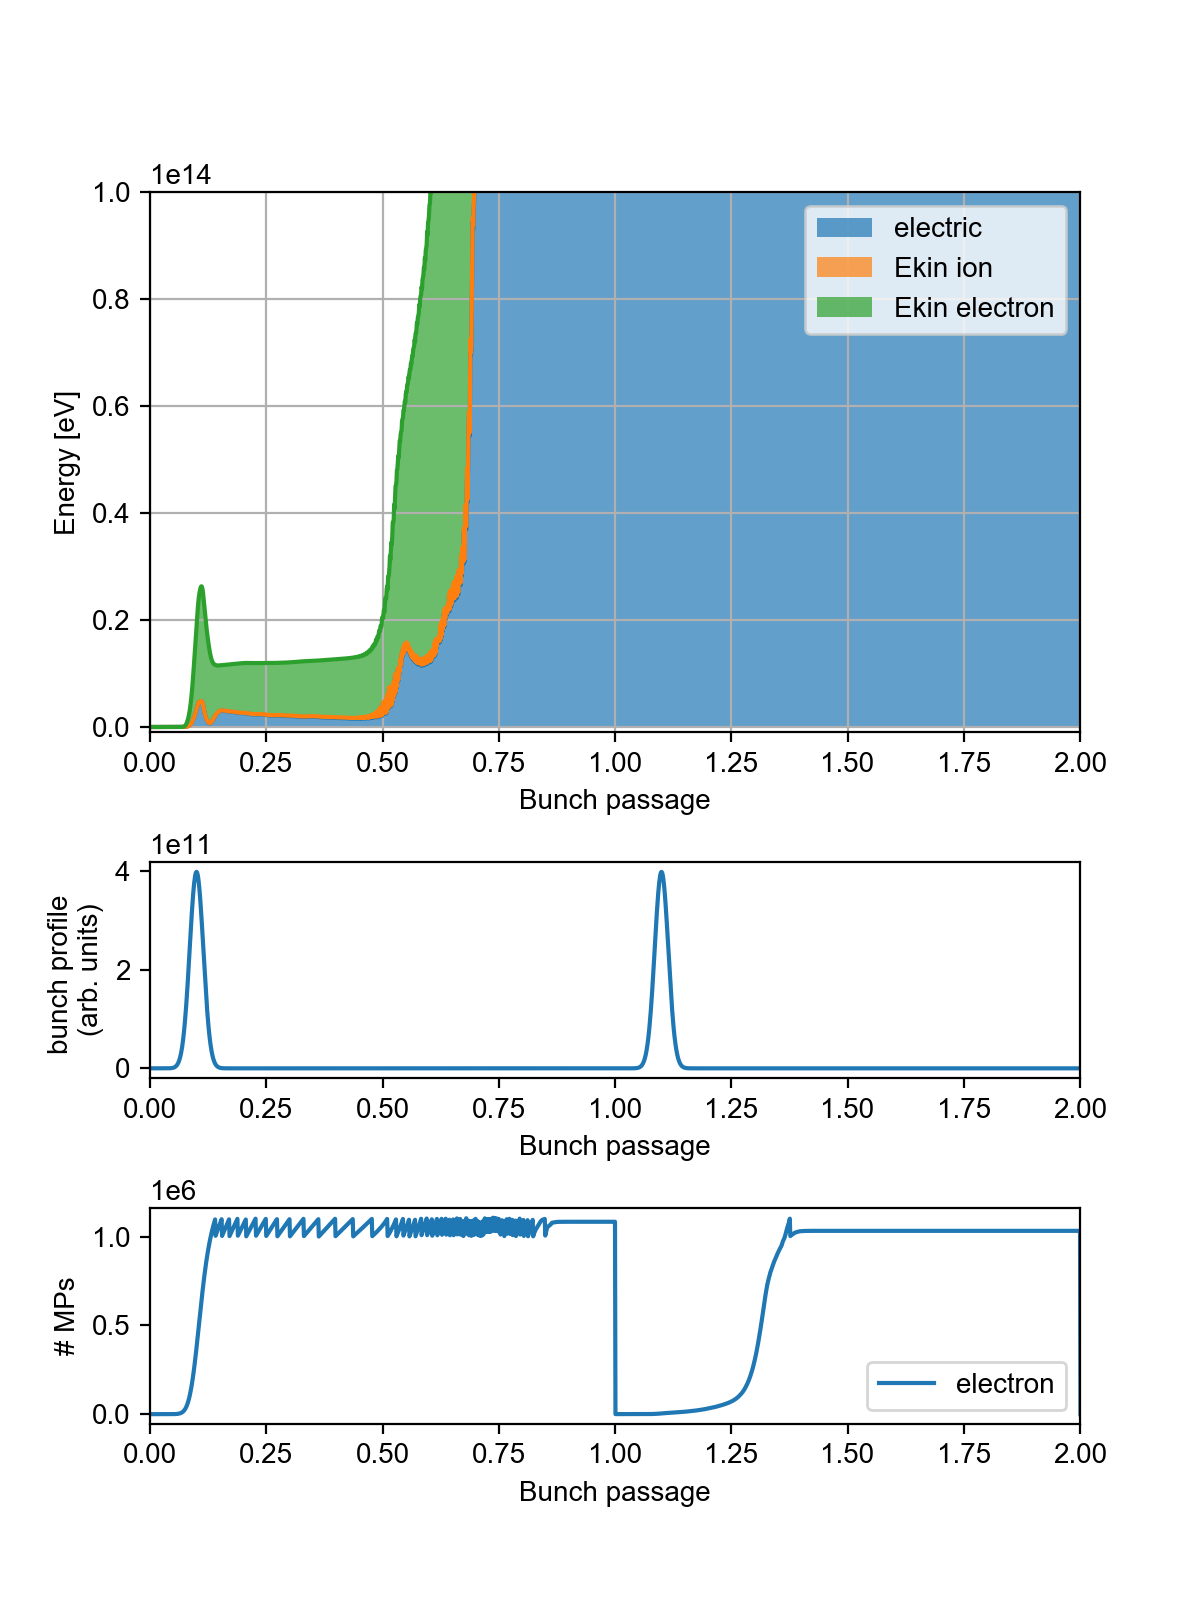 1e14
1.0
0.8
0.6
0.4
0.2
0.0
Energy [eV]
electric
Ekin ion
Ekin electron
0.00 0.25 0.50 0.75 1.00 1.25 1.50 1.75 2.00
Bunch passage
1e11
4
2
0
bunch profile
(arb. units)
0.00 0.25 0.50 0.75 1.00 1.25 1.50 1.75 2.00
Bunch passage
1e6
1.0
0.5
0.0
# MPs
electron
0.00 0.25 0.50 0.75 1.00 1.25 1.50 1.75 2.00
Bunch passage